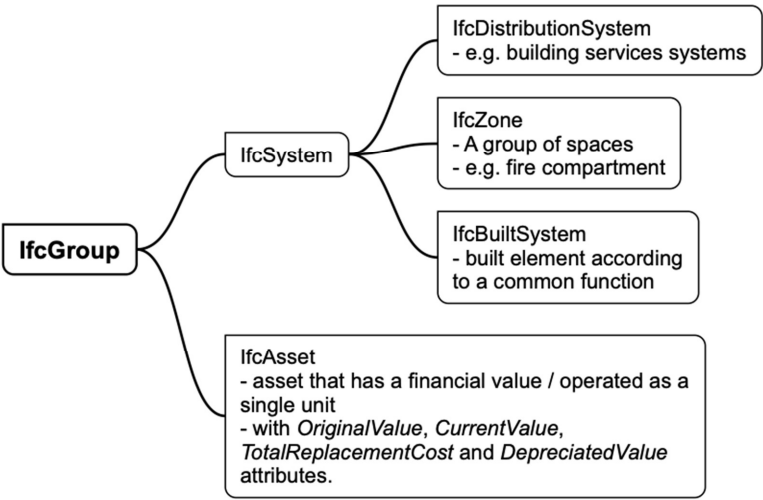 IfcDistributionSystem
- e.g. building services systems
IfcZone
- A group of spaces
- e.g. fire compartment
IfcSystem
IfcBuiltSystem
- built element according
to a common function
IfcGroup
IfcAsset
- asset that has a financial value / operated as a
single unit
- with OriginalValue, CurrentValue,
TotalReplacementCost and DepreciatedValue
attributes.